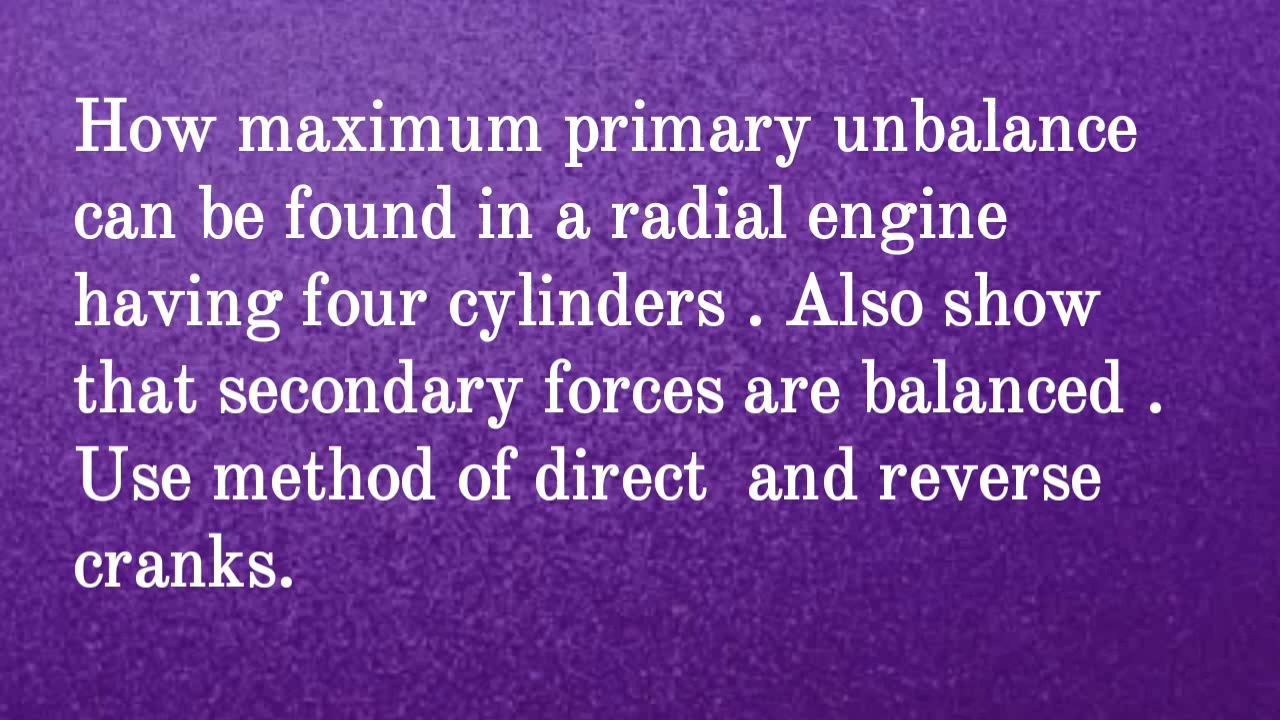 How maximum primary unbalance
can be found in a radial engine
having four cylinders . Also show
that secondary forces are balanced .
Use method of direct  and reverse
cranks.